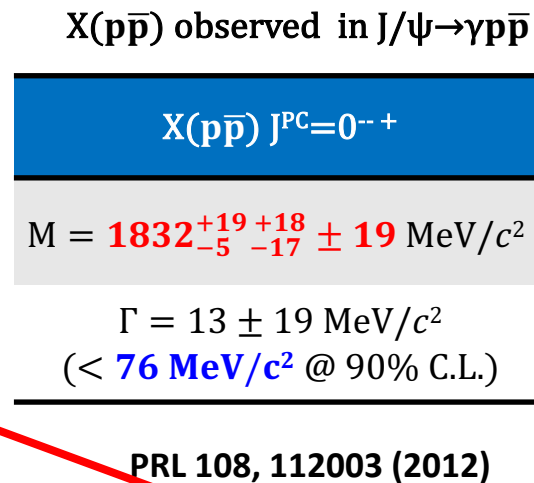 X(pp̅) observed in J/ψ→γpp̅
X(pp̅) Jᴾᶜ=0⁻⁻ ⁺
M = 1832⁺¹⁹₋₅ ⁺¹⁸₋₁₇ ± 19 MeV/c²
Γ = 13 ± 19 MeV/c²
(< 76 MeV/c² @ 90% C.L.)
PRL 108, 112003 (2012)